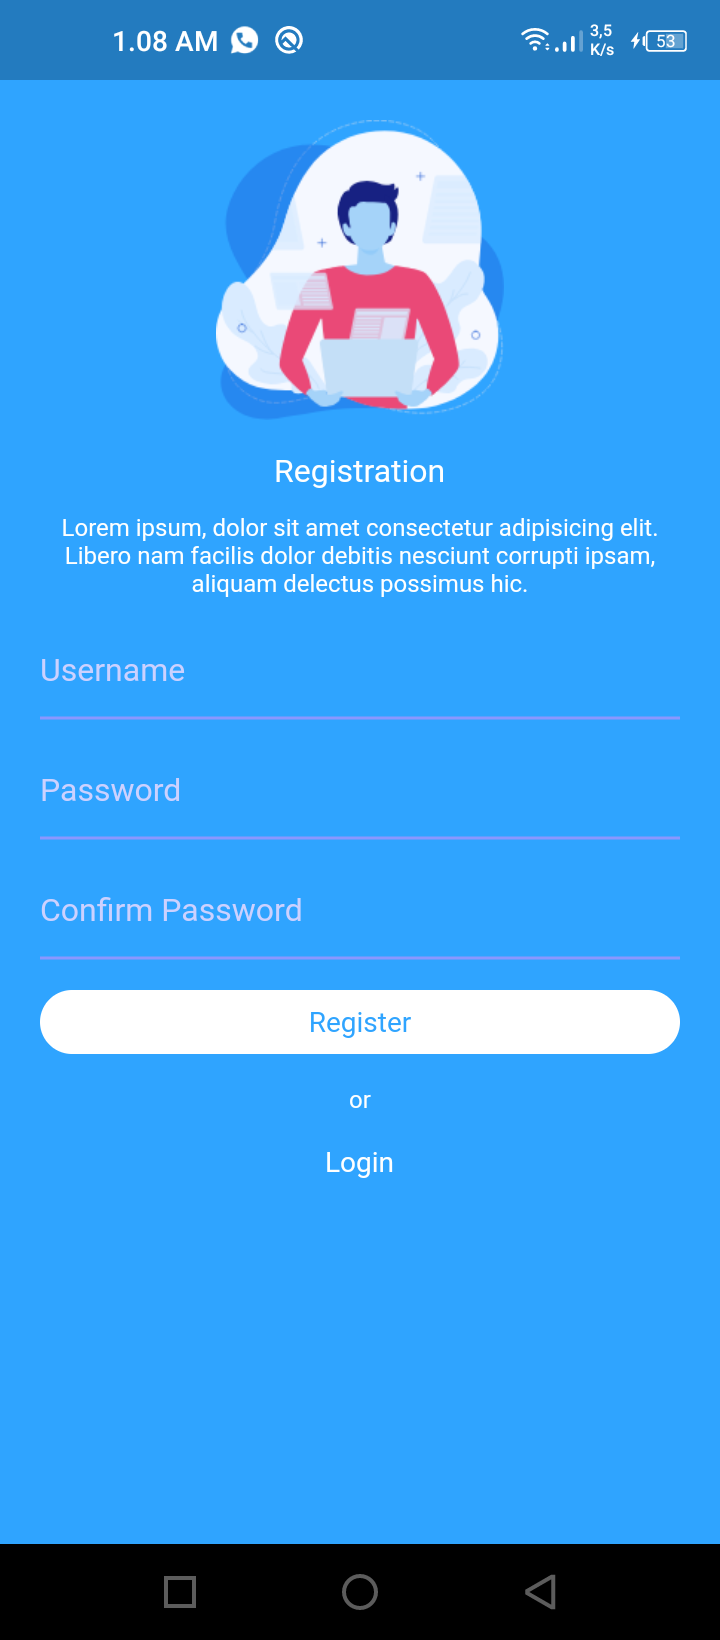 1.08 AM 3,5 K/s 53
Registration
Lorem ipsum, dolor sit amet consectetur adipisicing elit.
Libero nam facilis dolor debitis nesciunt corrupti ipsam,
aliquam delectus possimus hic.
Username
Password
Confirm Password
Register
or
Login